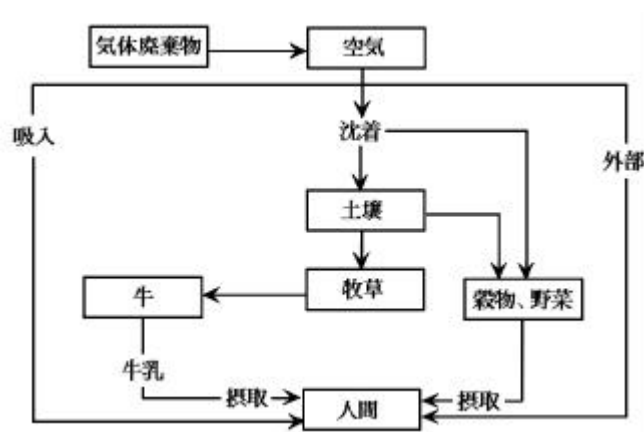 気体廃棄物
空気
吸入
沈着
外部
土壌
牧草
牛
穀物、野菜
牛乳
摂取
摂取
人間